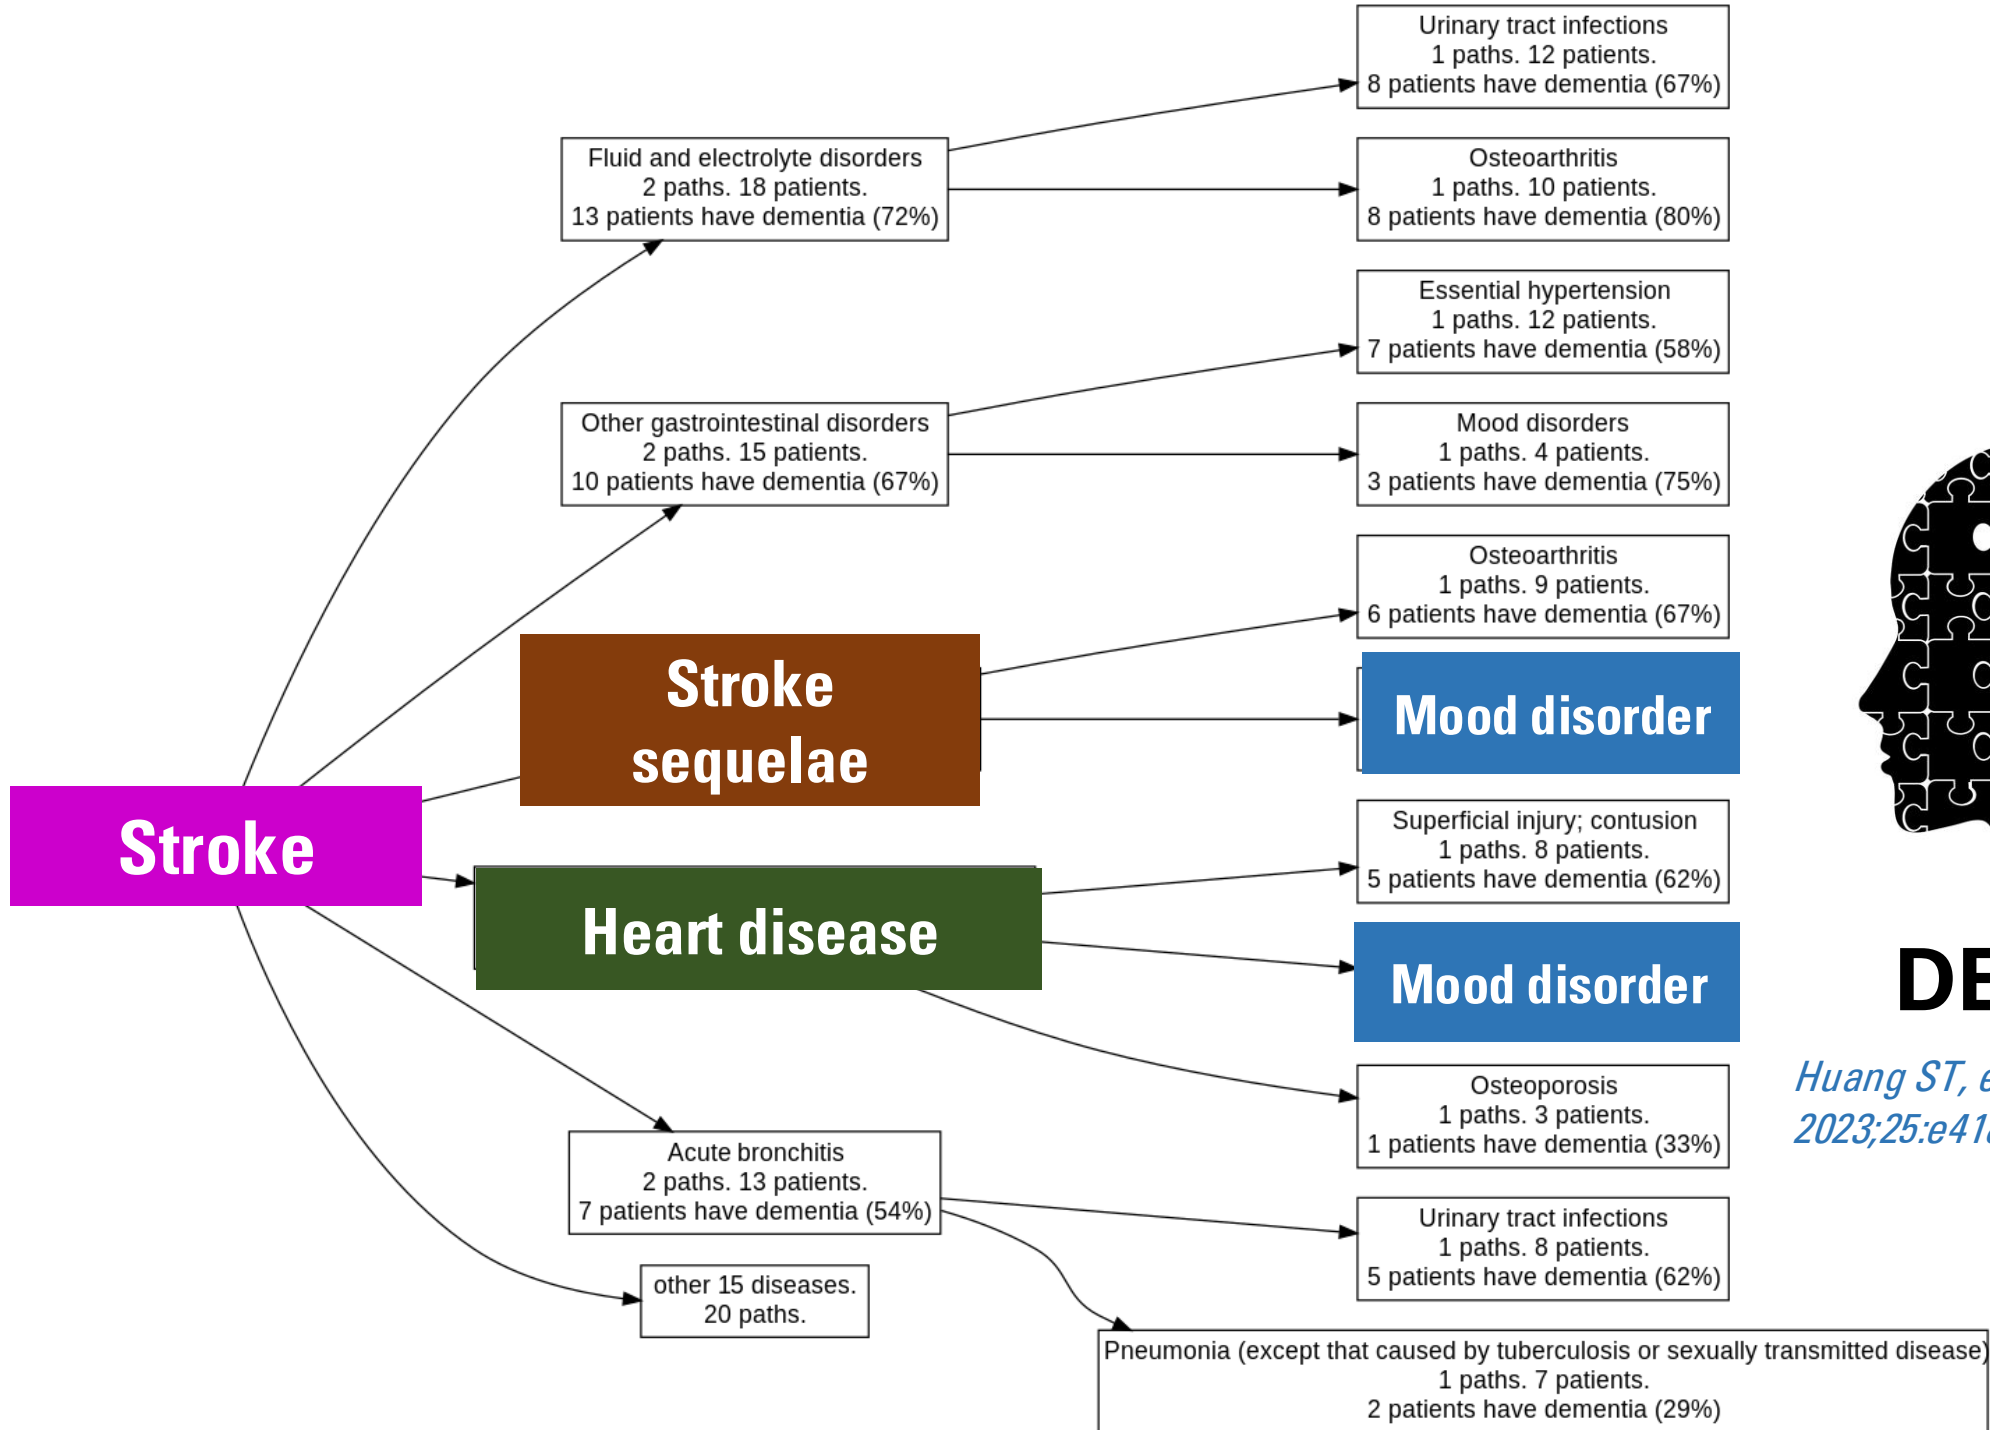 Urinary tract infections
1 paths. 12 patients.
8 patients have dementia (67%)
Fluid and electrolyte disorders
2 paths. 18 patients.
13 patients have dementia (72%)
Osteoarthritis
1 paths. 10 patients.
8 patients have dementia (80%)
Essential hypertension
1 paths. 12 patients.
7 patients have dementia (58%)
Other gastrointestinal disorders
2 paths. 15 patients.
10 patients have dementia (67%)
Mood disorders
1 paths. 4 patients.
3 patients have dementia (75%)
Osteoarthritis
1 paths. 9 patients.
6 patients have dementia (67%)
Stroke
sequelae
Mood disorder
Stroke
Superficial injury; contusion
1 paths. 8 patients.
5 patients have dementia (62%)
Heart disease
Mood disorder
DE
Huang ST,
2023;25:e41
Osteoporosis
1 paths. 3 patients.
1 patients have dementia (33%)
Acute bronchitis
2 paths. 13 patients.
7 patients have dementia (54%)
Urinary tract infections
1 paths. 8 patients.
5 patients have dementia (62%)
other 15 diseases.
20 paths.
Pneumonia (except that caused by tuberculosis or sexually transmitted disease)
1 paths. 7 patients.
2 patients have dementia (29%)